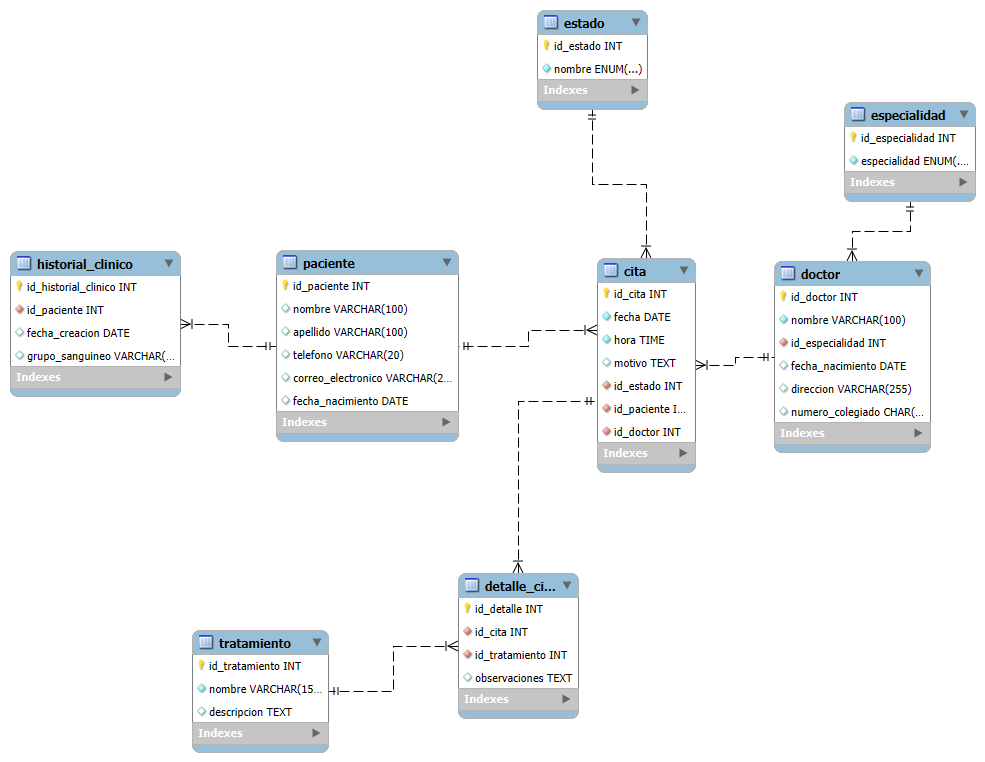 estado
id_estado INT
nombre ENUM(...)
Indexes
especialidad
id_especialidad INT
especialidad ENUM(....
Indexes
historial_clinico
id_historial_clinico INT
id_paciente INT
fecha_creacion DATE
grupo_sanguineo VARCHAR(...
Indexes
paciente
id_paciente INT
nombre VARCHAR(100)
apellido VARCHAR(100)
telefono VARCHAR(20)
correo_electronico VARCHAR(2...
fecha_nacimiento DATE
Indexes
cita
id_cita INT
fecha DATE
hora TIME
motivo TEXT
id_estado INT
id_paciente I...
id_doctor INT
Indexes
doctor
id_doctor INT
nombre VARCHAR(100)
id_especialidad INT
fecha_nacimiento DATE
direccion VARCHAR(255)
numero_colegiado CHAR(...
Indexes
detalle_ci...
id_detalle INT
id_cita INT
id_tratamiento INT
observaciones TEXT
Indexes
tratamiento
id_tratamiento INT
nombre VARCHAR(15...
descripcion TEXT
Indexes